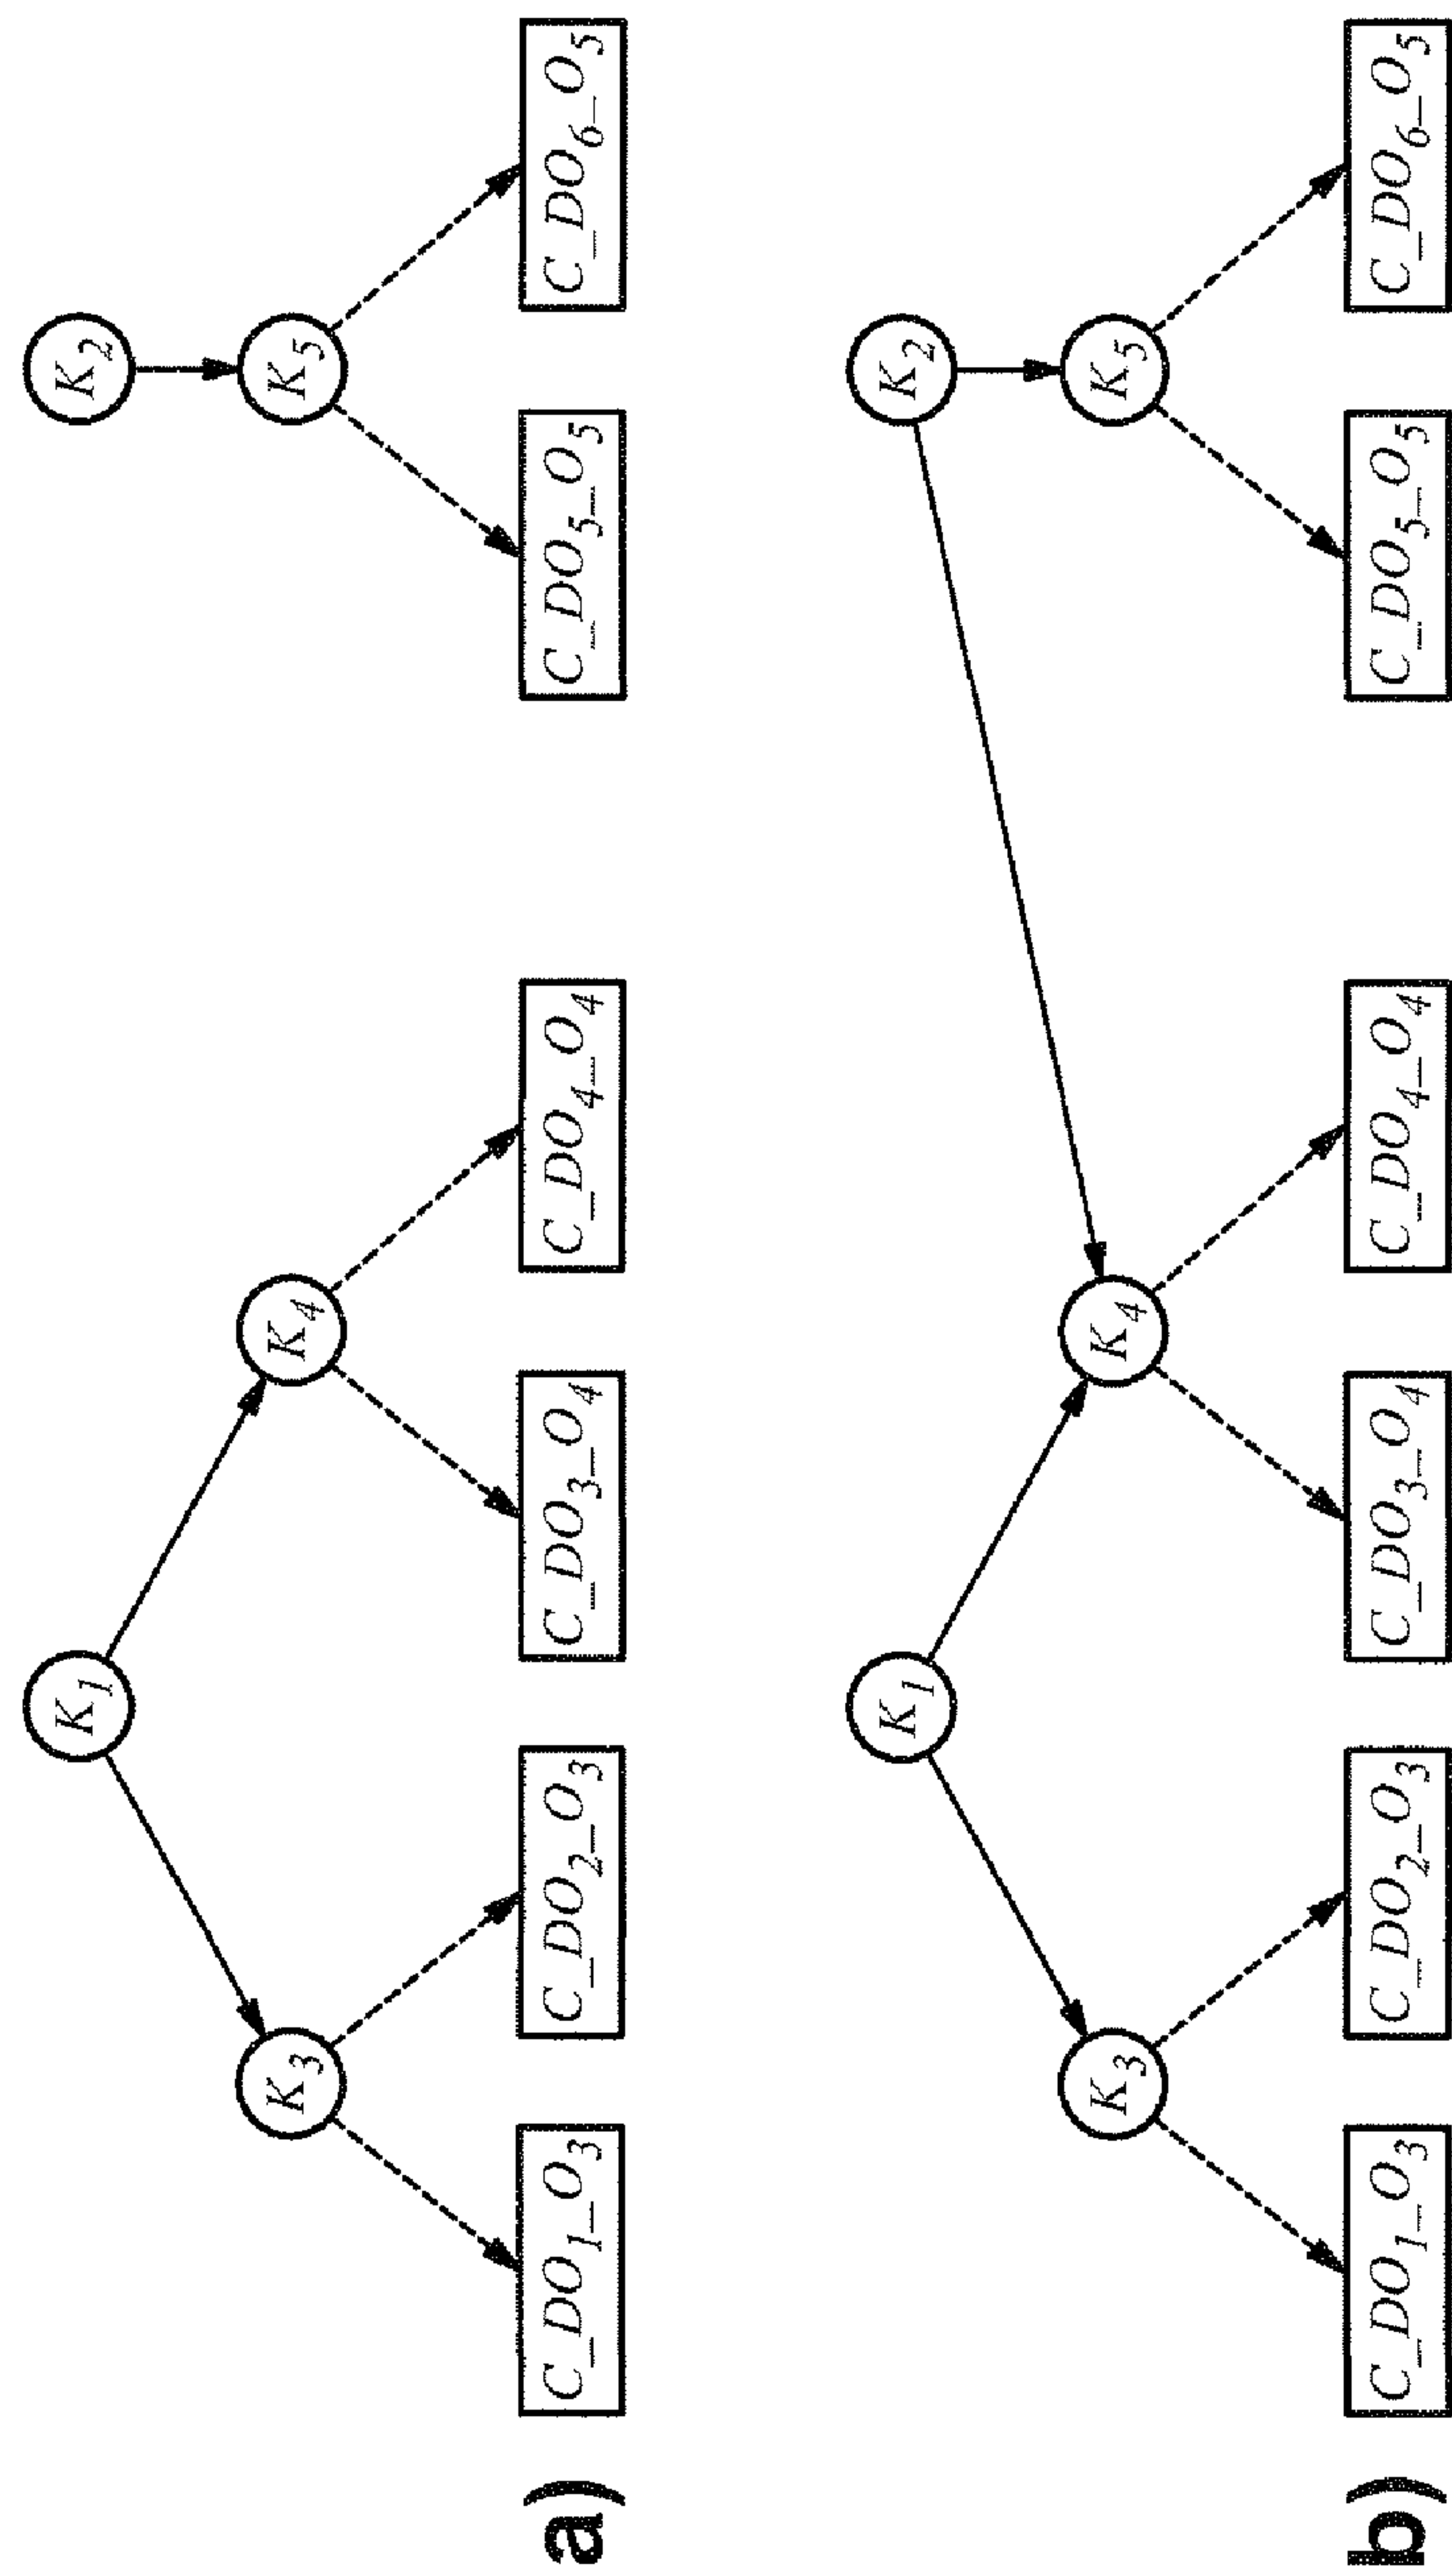 K1 K2
K3 K4 K5
a) C_DO1_O3 C_DO2_O3 C_DO3_O4 C_DO4_O4 C_DO5_O5 C_DO6_O5
K1 K2
K3 K4 K5
b) C_DO1_O3 C_DO2_O3 C_DO3_O4 C_DO4_O4 C_DO5_O5 C_DO6_O5